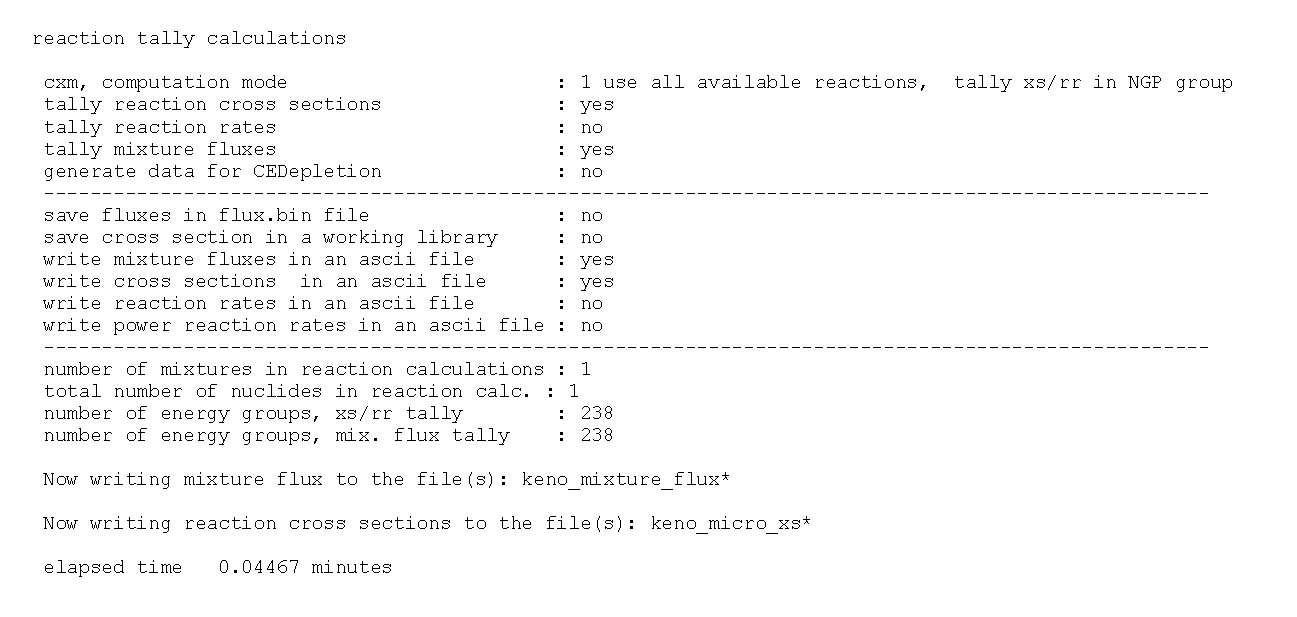 reaction tally calculations
cxm, computation mode : 1 use all available reactions, tally xs/rr in NGP group
tally reaction cross sections : yes
tally reaction rates : no
tally mixture fluxes : yes
generate data for CEDepletion : no
----------------------------------------------------------------------------------------------------
save fluxes in flux.bin file : no
save cross section in a working library : no
write mixture fluxes in an ascii file : yes
write cross sections in an ascii file : yes
write reaction rates in an ascii file : no
write power reaction rates in an ascii file : no
----------------------------------------------------------------------------------------------------
number of mixtures in reaction calculations : 1
total number of nuclides in reaction calc. : 1
number of energy groups, xs/rr tally : 238
number of energy groups, mix. flux tally : 238
Now writing mixture flux to the file(s): keno_mixture_flux*
Now writing reaction cross sections to the file(s): keno_micro_xs*
elapsed time 0.04467 minutes